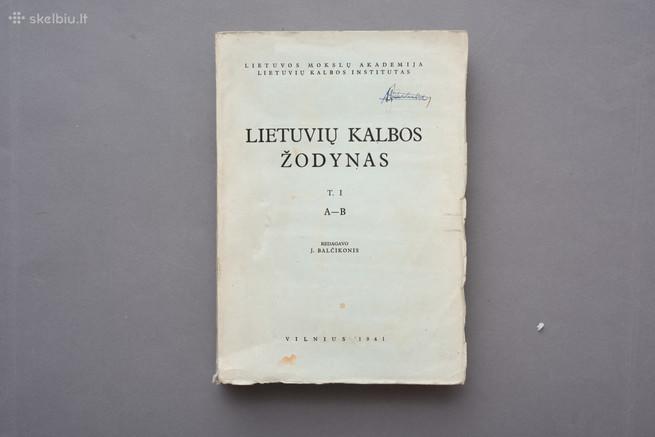 skelbiu.lt
LIETUVOS MOKSLŲ AKADEMIJA
LIETUVIŲ KALBOS INSTITUTAS
LIETUVIŲ KALBOS
ŽODYNAS
T. I
A—B
REDAGAVO
J. BALČIKONIS
VILNIUS 1941